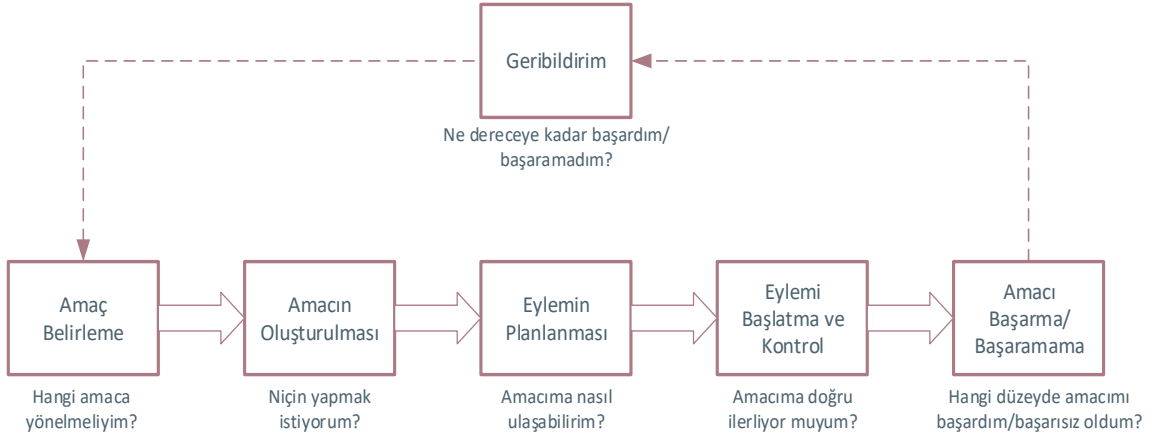 Geribildirim
Ne dereceye kadar başardım/
başaramadım?
Amaç
Belirleme
Hangi amaca
yönelmeliyim?
Amacın
Oluşturulması
Niçin yapmak
istiyorum?
Eylemin
Planlanması
Amacıma nasıl
ulaşabilirim?
Eylemi
Başlatma ve
Kontrol
Amacıma doğru
ilerliyor muyum?
Amacı
Başarma/
Başaramama
Hangi düzeyde amacımı
başardım/başarısız oldum?